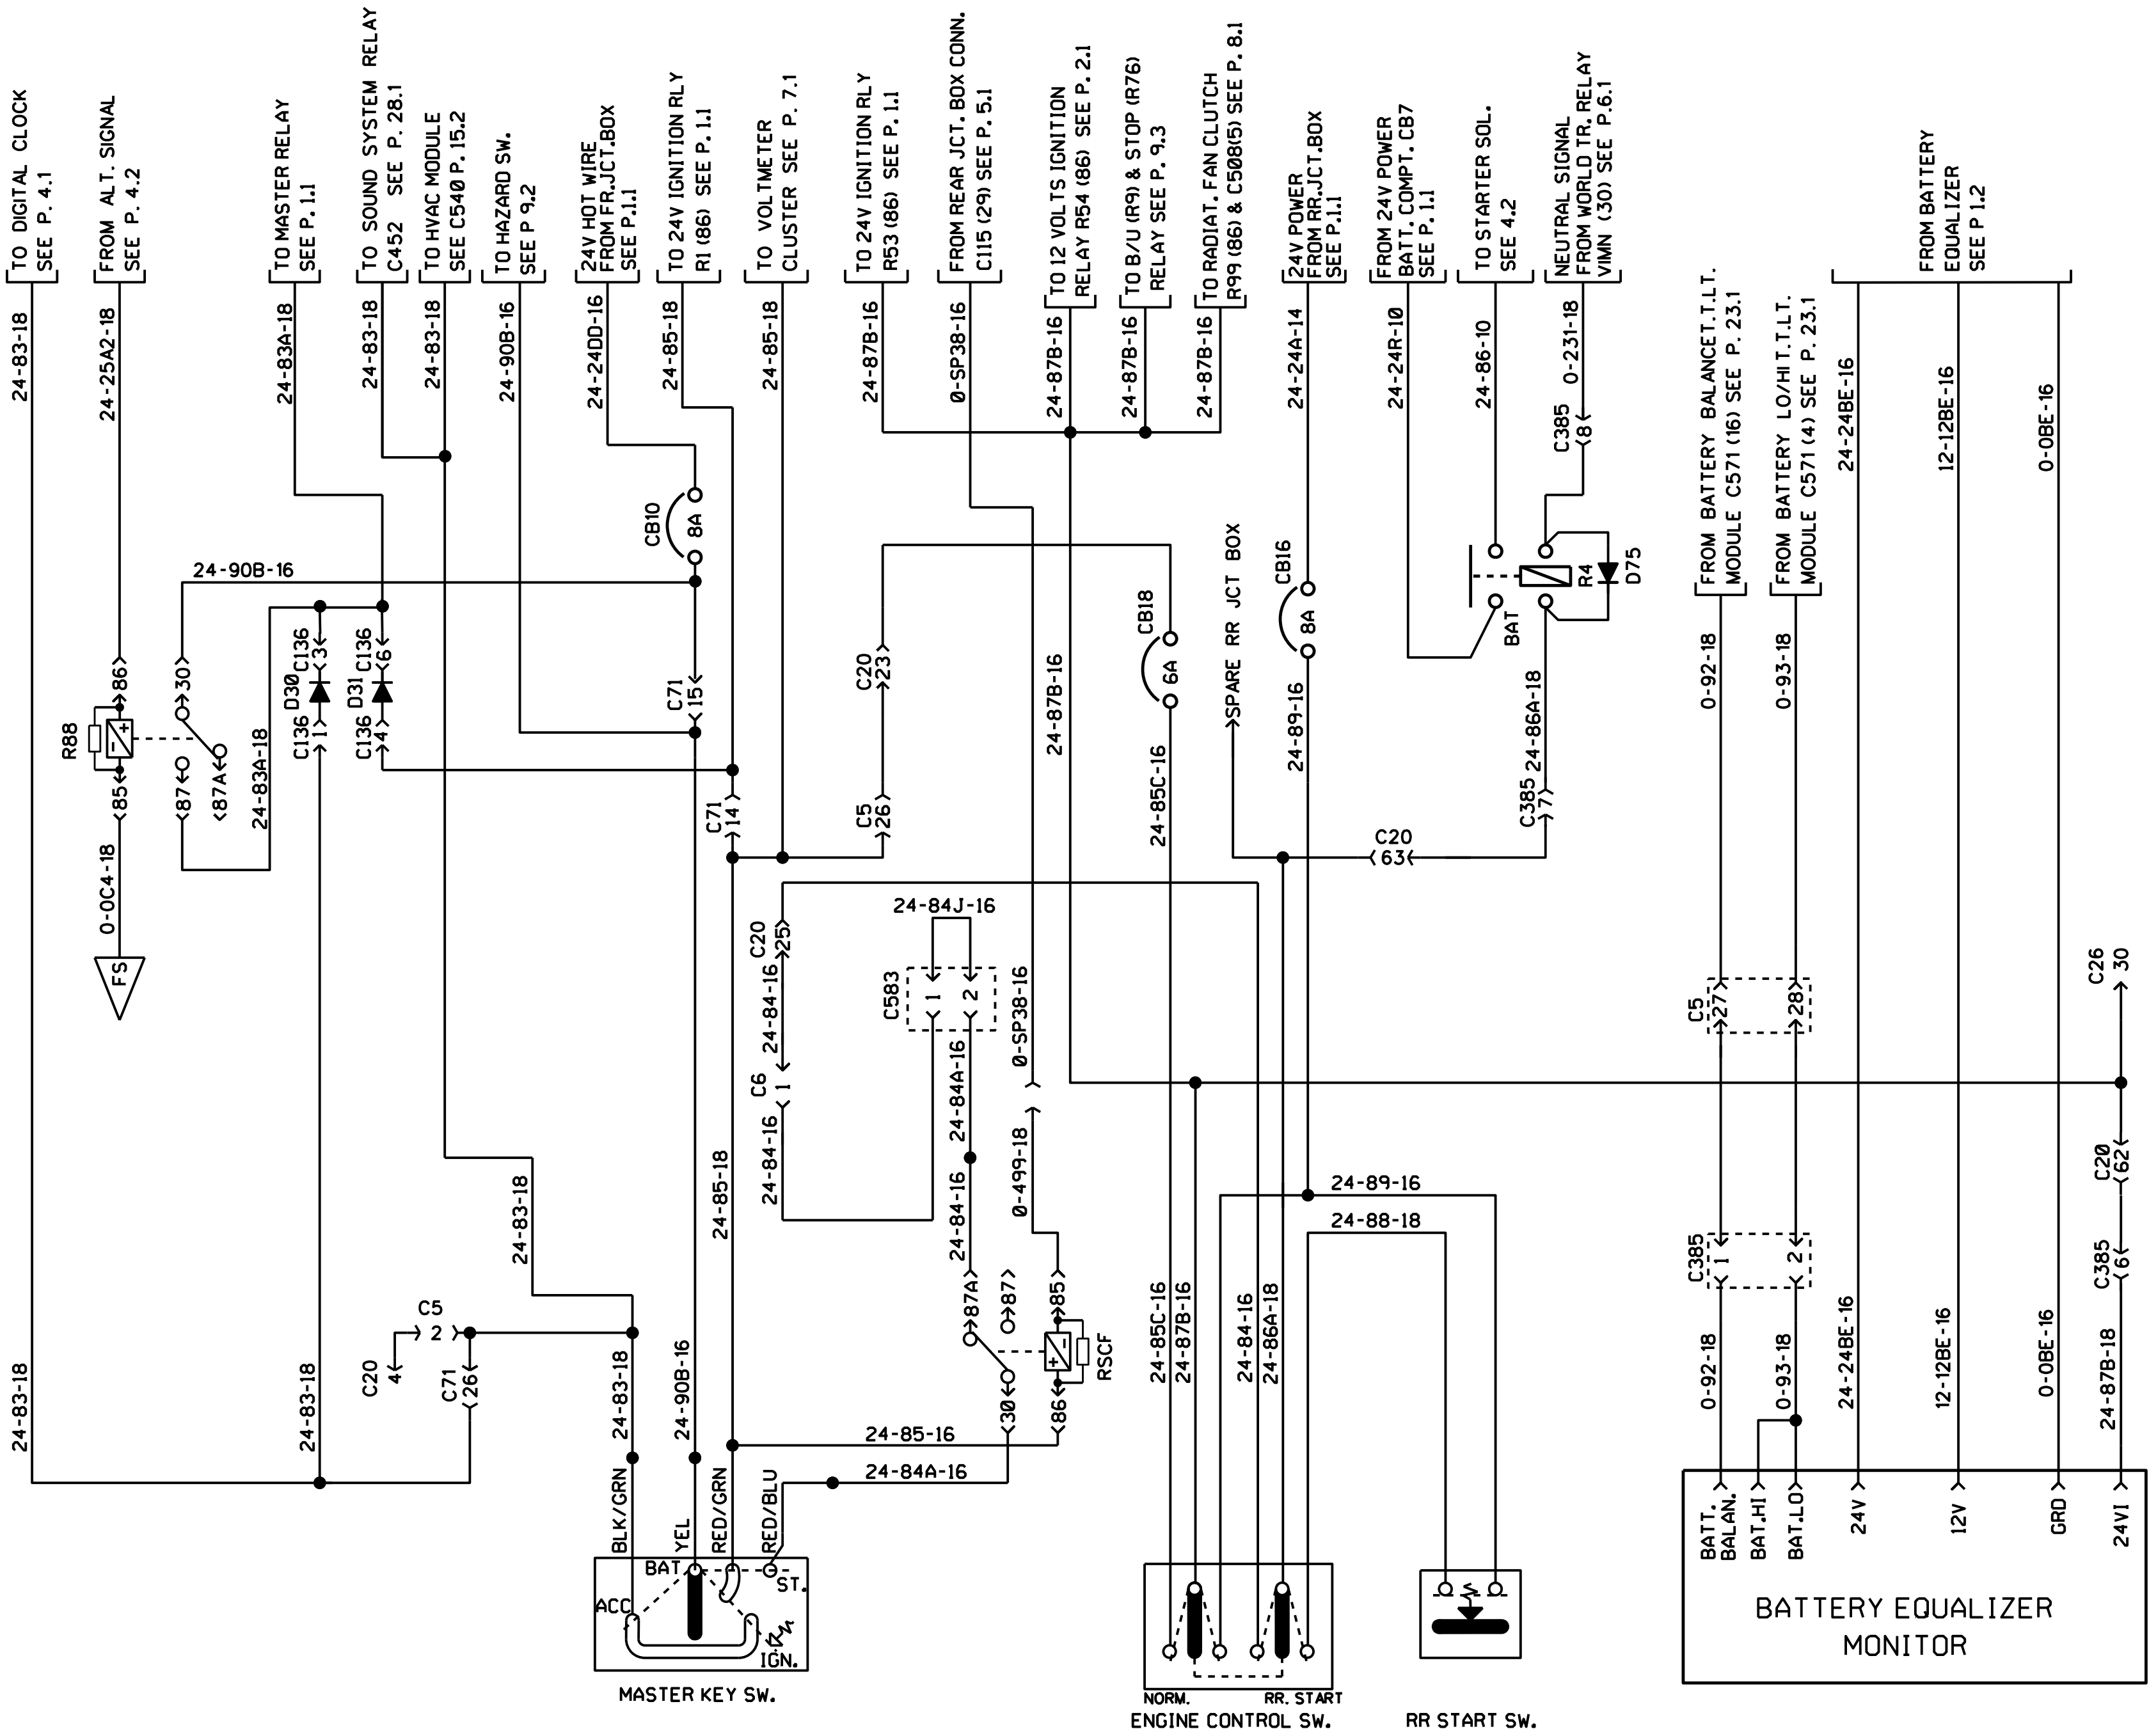 TO DIGITAL CLOCK
SEE P. 4.1
FROM ALT. SIGNAL
SEE P. 4.2
TO MASTER RELAY
SEE P. 1.1
TO SOUND SYSTEM RELAY
C452 SEE P. 28.1
TO HVAC MODULE
SEE C540 P. 15.2
TO HAZARD SW.
SEE P 9.2
24V HOT WIRE
FROM FR.JCT.BOX
SEE P.1.1
TO 24V IGNITION RLY
R1 (86) SEE P. 1.1
TO VOLTMETER
CLUSTER SEE P. 7.1
TO 24V IGNITION RLY
R53 (86) SEE P. 1.1
FROM REAR JCT. BOX CONN.
C115 (29) SEE P. 5.1
TO 12 VOLTS IGNITION
RELAY R54 (86) SEE P. 2.1
TO B/U (R9) & STOP (R76)
RELAY SEE P. 9.3
TO RADIAT. FAN CLUTCH
R99 (86) & C508(5) SEE P. 8.1
24V POWER
FROM RR.JCT.BOX
SEE P.1.1
FROM 24V POWER
BATT. COMPT. CB7
SEE P. 1.1
TO STARTER SOL.
SEE 4.2
NEUTRAL SIGNAL
FROM WORLD TR. RELAY
VIMN (30) SEE P.6.1
FROM BATTERY BALANCE T.T.LT.
MODULE C571 (16) SEE P. 23.1
FROM BATTERY LO/HI T.T.LT.
MODULE C571 (4) SEE P. 23.1
FROM BATTERY
EQUALIZER
SEE P 1.2
24-83-18
24-25A2-18
24-83A-18
24-83-18
24-83-18
24-90B-16
24-24DD-16
24-85-18
24-85-18
24-87B-16
0-SP38-16
24-87B-16
24-87B-16
24-87B-16
24-24A-14
24-24R-10
24-86-10
0-231-18
C385
8
24-24BE-16
12-12BE-16
0-0BE-16
CB10
8A
24-90B-16
C136
3
C136
6
D30
D31
C136
1
C136
4
86
30
R88
85
87
87A
24-83A-18
0-0C4-18
FS
C71
15
C71
14
C20
23
C5
26
CB18
6A
24-87B-16
24-85C-16
SPARE RR JCT BOX
CB16
8A
24-89-16
BAT
R4
D75
24-86A-18
C385
7
C20
63
0-92-18
0-93-18
24-84J-16
C20
25
24-84-16
C583
1
2
0-SP38-16
C6
1
24-84-16
24-84A-16
24-84-16
0-499-18
C5
27
28
C26
30
C20
62
C385
6
C385
1
2
24-83-18
24-85-18
24-89-16
24-88-18
C5
2
C20
4
C71
26
87A
87
85
RSCF
30
86
24-83-18
24-83-18
24-83-18
24-90B-16
24-85-16
24-84A-16
24-85C-16
24-87B-16
24-84-16
24-86A-18
0-92-18
0-93-18
24-24BE-16
12-12BE-16
0-0BE-16
24-87B-18
BLK/GRN
YEL
RED/GRN
RED/BLU
BAT
ST.
ACC
IGN.
MASTER KEY SW.
NORM.
RR. START
ENGINE CONTROL SW.
RR START SW.
BATT.
BALAN.
BAT.HI
BAT.LO
24V
12V
GRD
24VI
BATTERY EQUALIZER
MONITOR